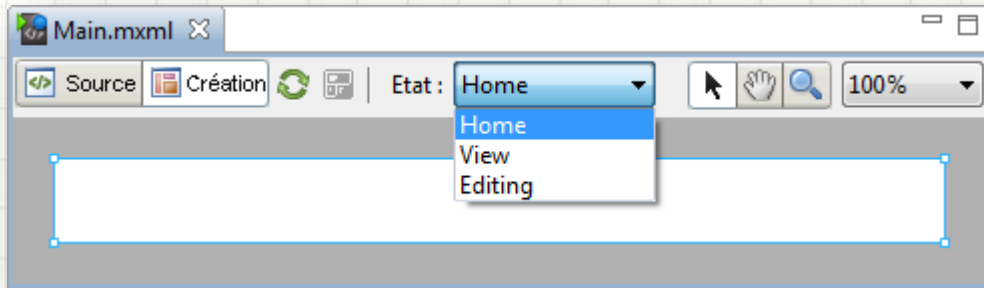 Main.mxml
Source Création Etat : Home 100%
Home
View
Editing